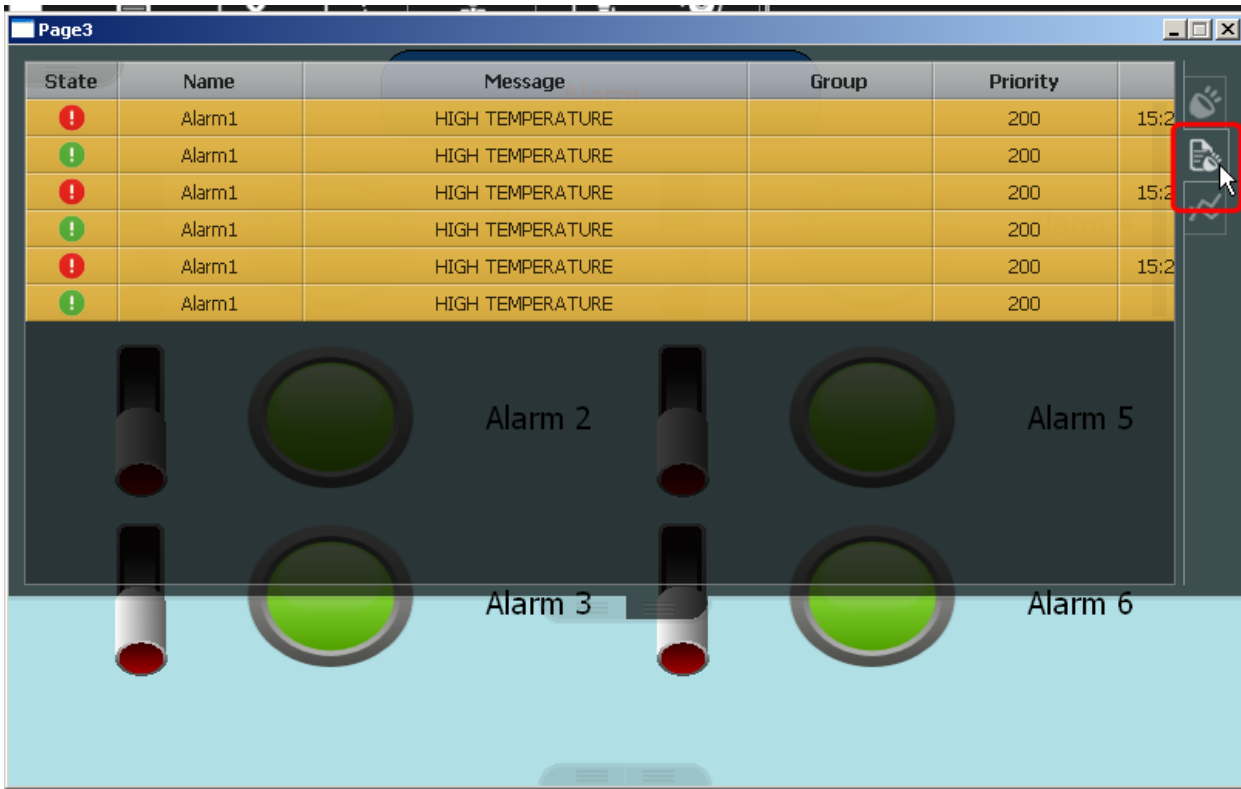 Page3
State Name Message Group Priority
Alarm
Alarm1 HIGH TEMPERATURE 200 15:2
Alarm1 HIGH TEMPERATURE 200
Alarm1 HIGH TEMPERATURE 200 15:2
Alarm1 HIGH TEMPERATURE 200
Alarm1 HIGH TEMPERATURE 200 15:2
Alarm1 HIGH TEMPERATURE 200
Alarm 2 Alarm 5
Alarm 3 Alarm 6